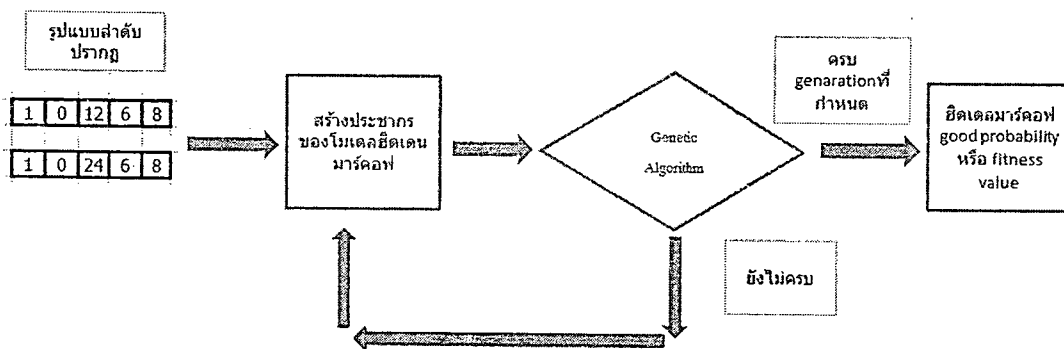 รูปแบบลำดับ
ปรากฏ
1 0 12 6 8
1 0 24 6 8
สร้างประชากร
ของโมเดลฮิดเดน
มาร์คอฟ
Genetic
Algorithm
ครบ
genarationที่
กำหนด
ยังไม่ครบ
ฮิดเดลมาร์คอฟ
good probability
หรือ fitness
value